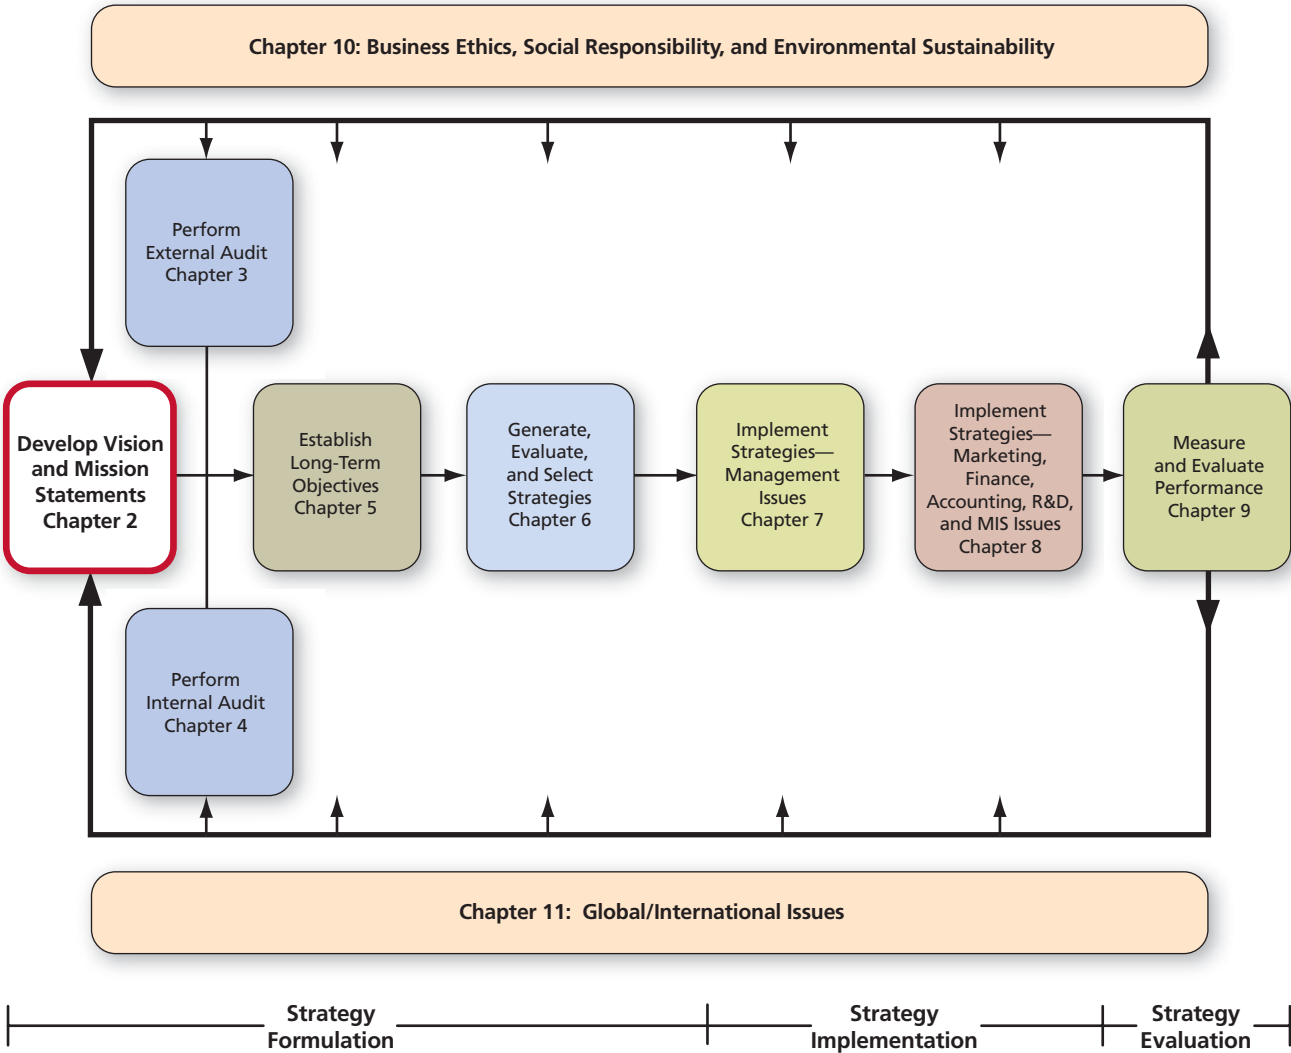 Chapter 10: Business Ethics, Social Responsibility, and Environmental Sustainability
Perform
External Audit
Chapter 3
Develop Vision
and Mission
Statements
Chapter 2
Establish
Long-Term
Objectives
Chapter 5
Generate,
Evaluate,
and Select
Strategies
Chapter 6
Implement
Strategies—
Management
Issues
Chapter 7
Implement
Strategies—
Marketing,
Finance,
Accounting, R&D,
and MIS Issues
Chapter 8
Measure
and Evaluate
Performance
Chapter 9
Perform
Internal Audit
Chapter 4
Chapter 11: Global/International Issues
Strategy
Formulation
Strategy
Implementation
Strategy
Evaluation